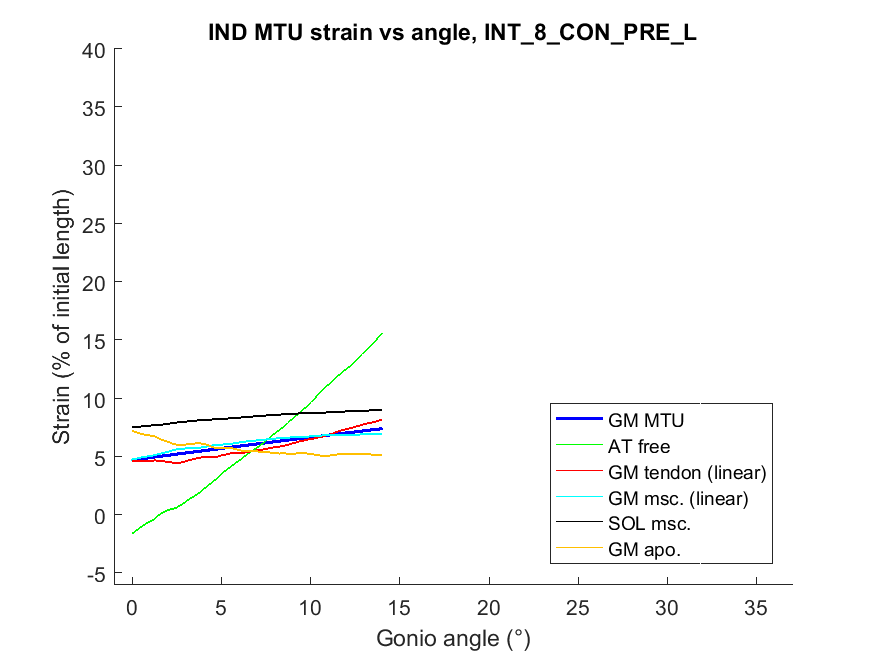 IND MTU strain vs angle, INT_8_CON_PRE_L
Strain (% of initial length)
40
35
30
25
20
15
10
5
0
-5
0
5
10
15
20
25
30
35
Gonio angle (°)
GM MTU
AT free
GM tendon (linear)
GM msc. (linear)
SOL msc.
GM apo.